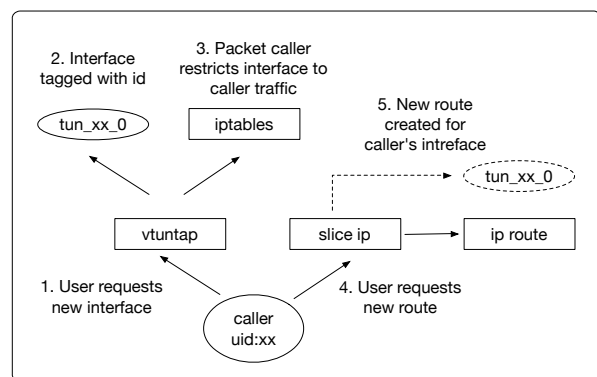 2. Interface
tagged with id
3. Packet caller
restricts interface to
caller traffic
tun_xx_0
iptables
5. New route
created for
caller's intreface
tun_xx_0
vtuntap
slice ip
ip route
1. User requests
new interface
4. User requests
new route
caller
uid:xx